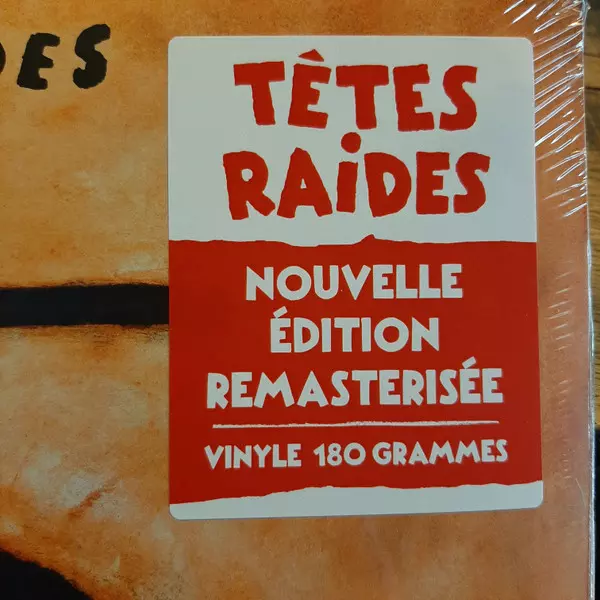 DES
TÊTES
RAiDES
NOUVELLE
ÉDITION
REMASTERISÉE
VINYLE 180 GRAMMES